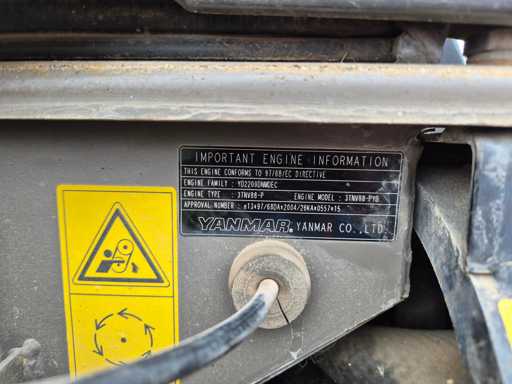 IMPORTANT ENGINE INFORMATION
THIS ENGINE CONFORMS TO 97/68/EC DIRECTIVE
ENGINE FAMILY : YD2200DNWDEC
ENGINE TYPE : 3TNV88-P ENGINE MODEL: 3TNV88-PYB
APPROVAL NUMBER : e13*97/68DA*2004/26KA*0557*15
YANMAR YANMAR CO.,LTD.